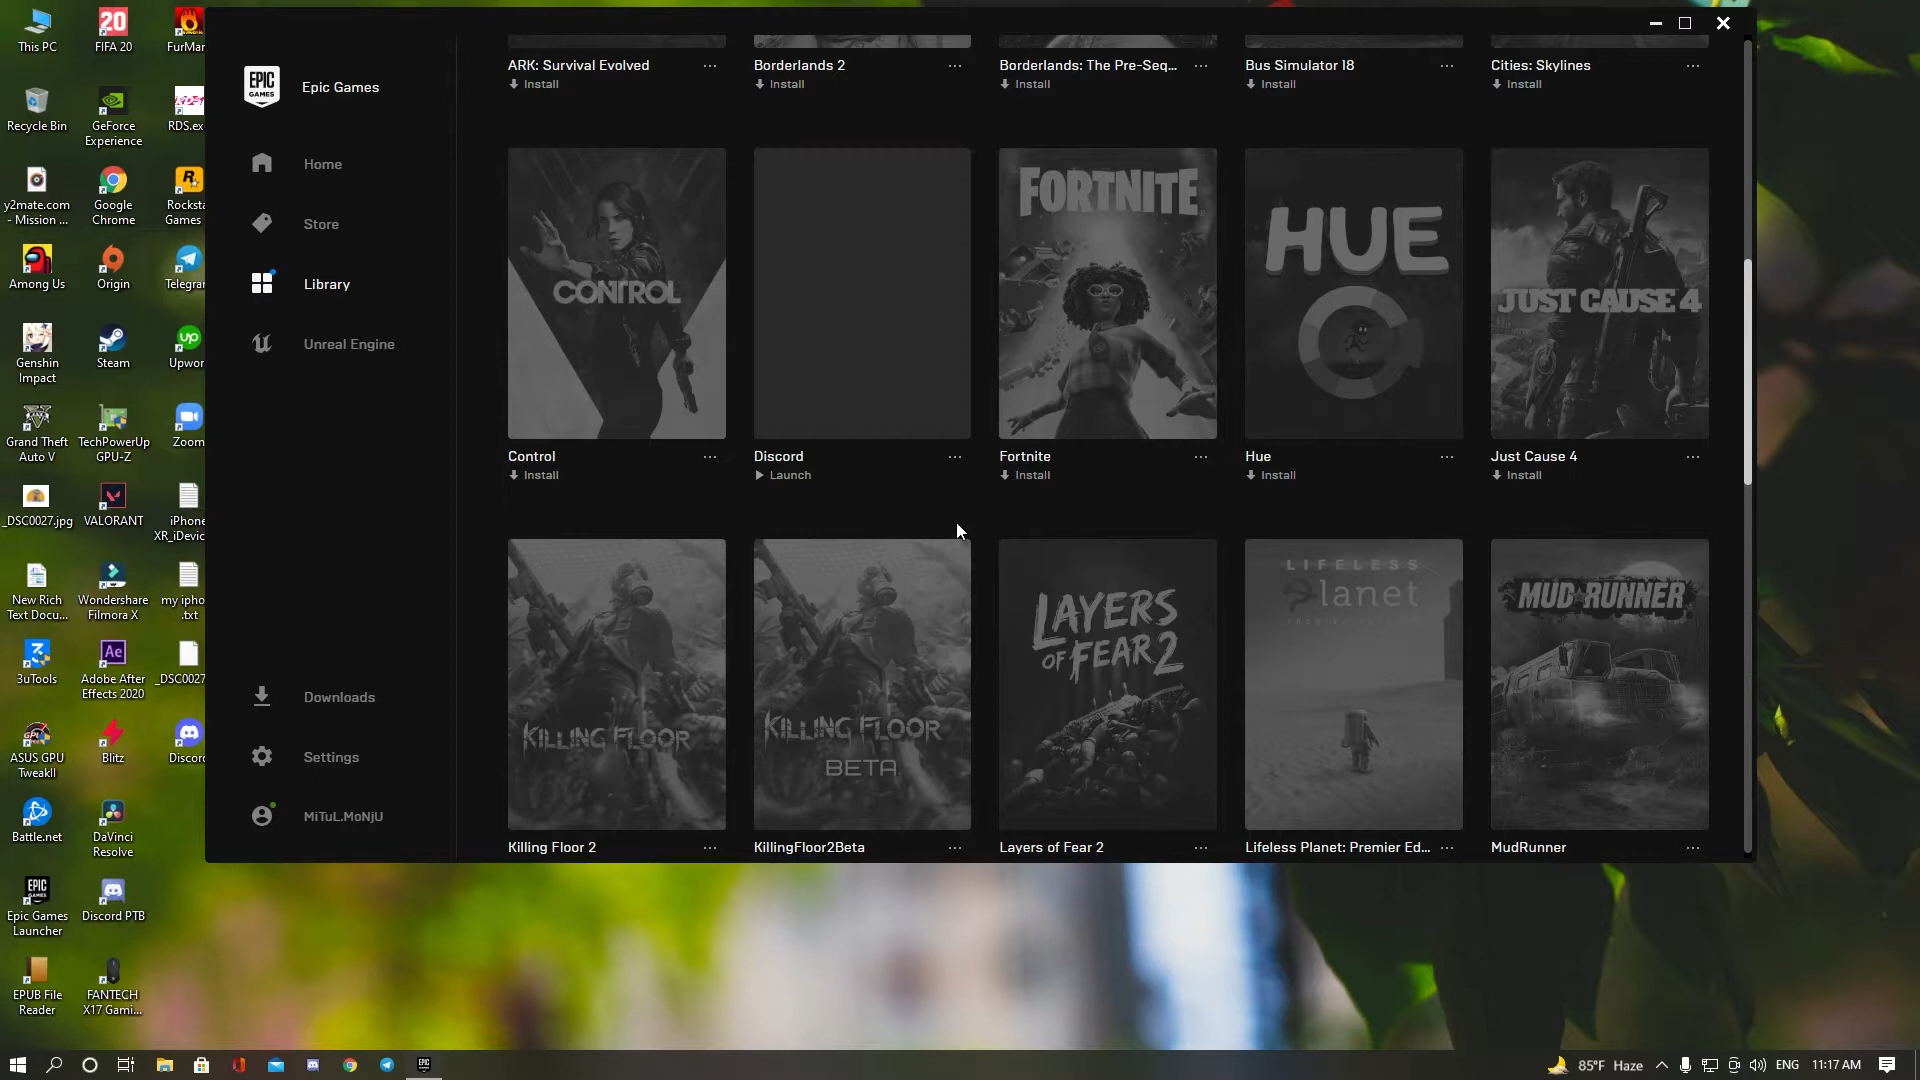 This PC
FIFA 20
FurMar
Recycle Bin
GeForce
Experience
RDS.ex
y2mate.com
- Mission ...
Google
Chrome
Rocksta
Games
Among Us
Origin
Telegran
Genshin
Impact
Steam
Upwor
Grand Theft
Auto V
TechPowerUp
GPU-Z
Zoom
_DSC0027.jpg
VALORANT
iPhone
XR_iDevic
New Rich
Text Docu...
Wondershare
Filmora X
my ipho
.txt
3uTools
Adobe After
Effects 2020
_DSC0027
ASUS GPU
TweakII
Blitz
Discord
Battle.net
DaVinci
Resolve
Epic Games
Launcher
Discord PTB
EPUB File
Reader
FANTECH
X17 Gami...
EPIC
GAMES
Epic Games
Home
Store
Library
Unreal Engine
Downloads
Settings
MiTuL.MoNjU
ARK: Survival Evolved
Install
Borderlands 2
Install
Borderlands: The Pre-Seq...
Install
Bus Simulator 18
Install
Cities: Skylines
Install
CONTROL
FORTNITE
HUE
JUST CAUSE 4
Control
Install
Discord
Launch
Fortnite
Install
Hue
Install
Just Cause 4
Install
KILLING FLOOR
KILLING FLOOR
BETA
LAYERS
OF FEAR 2
LIFELESS
Planet
MUDRUNNER
Killing Floor 2
KillingFloor2Beta
Layers of Fear 2
Lifeless Planet: Premier Ed...
MudRunner
85°F Haze
ENG
11:17 AM